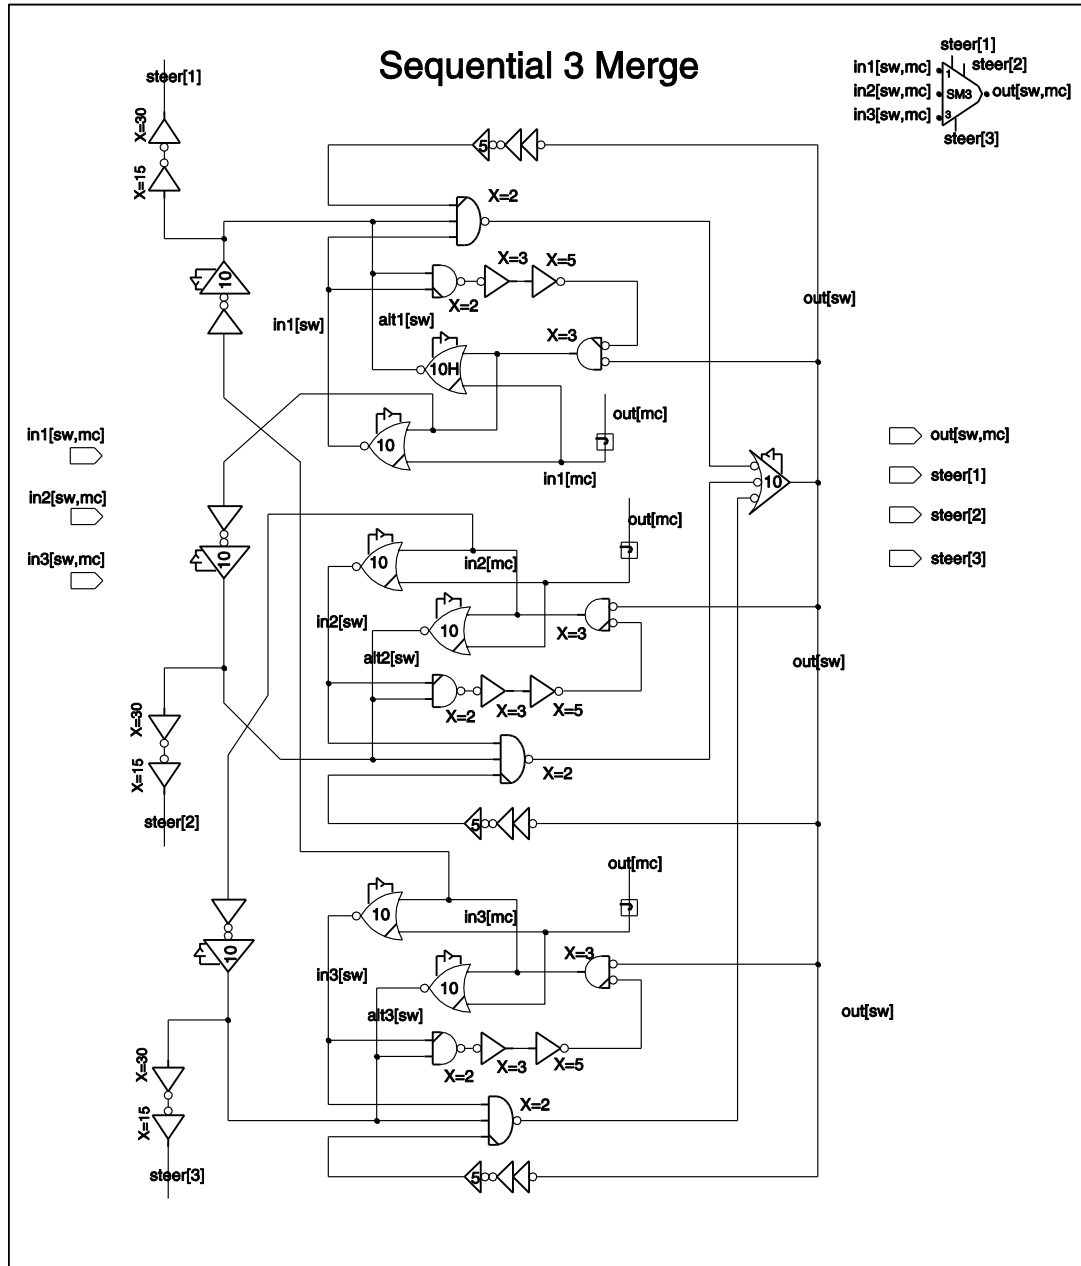 Sequential 3 Merge
steer[1]
steer[1]
steer[2]
in1[sw,mc]
in2[sw,mc]
in3[sw,mc]
1
SM3
3
out[sw,mc]
steer[3]
X=30
X=15
5
X=2
10
X=3
X=5
X=2
in1[sw]
alt1[sw]
out[sw]
X=3
10H
out[mc]
10
in1[mc]
in1[sw,mc]
in2[sw,mc]
in3[sw,mc]
out[sw,mc]
steer[1]
steer[2]
steer[3]
10
out[mc]
10
10
in2[mc]
in2[sw]
10
X=3
alt2[sw]
out[sw]
X=2
X=3
X=5
X=30
X=15
X=2
steer[2]
5
out[mc]
10
in3[mc]
10
X=3
in3[sw]
10
alt3[sw]
out[sw]
X=2
X=3
X=5
X=30
X=15
X=2
steer[3]
5